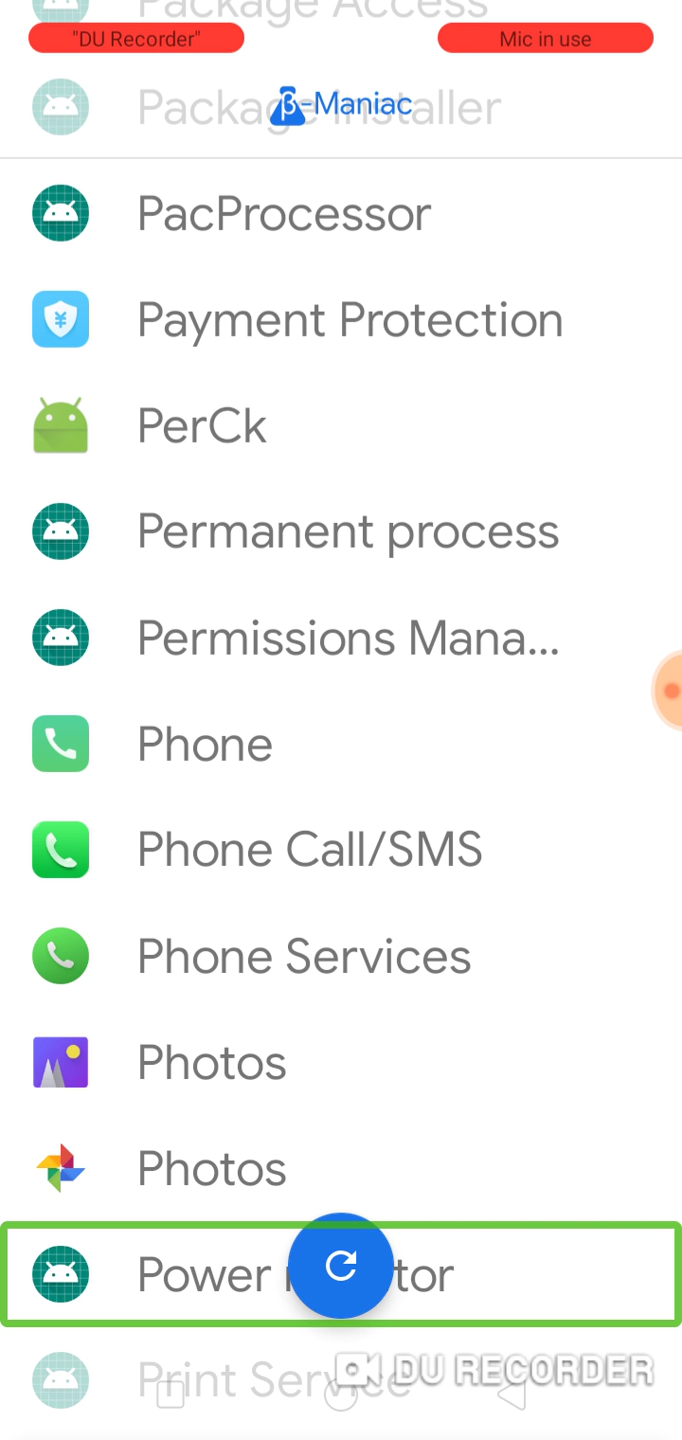 Package Access
"DU Recorder"
Mic in use
Package Installer
β-Maniac
PacProcessor
Payment Protection
PerCk
Permanent process
Permissions Mana...
Phone
Phone Call/SMS
Phone Services
Photos
Photos
Power tor
Print Service
DU RECORDER